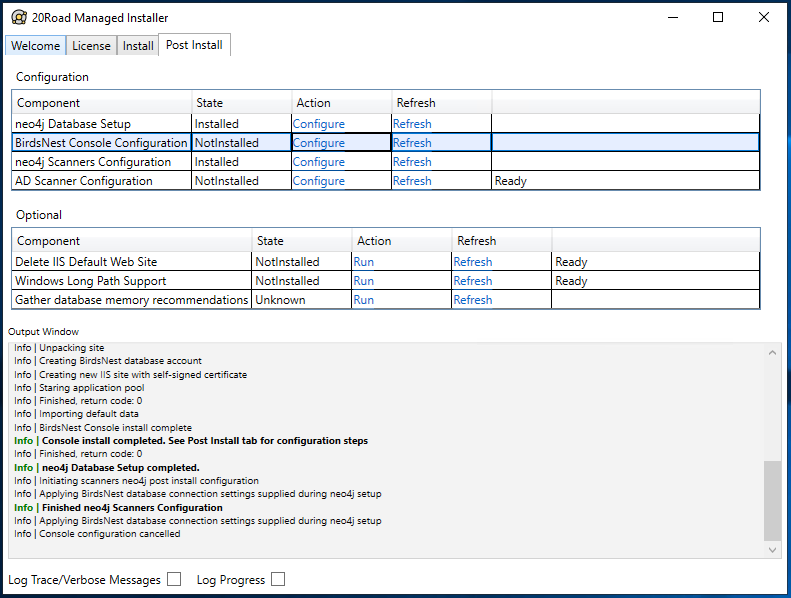 20Road Managed Installer
Welcome License Install Post Install
Configuration
Component State Action Refresh
neo4j Database Setup Installed Configure Refresh
BirdsNest Console Configuration NotInstalled Configure Refresh
neo4j Scanners Configuration Installed Configure Refresh
AD Scanner Configuration NotInstalled Configure Refresh Ready
Optional
Component State Action Refresh
Delete IIS Default Web Site NotInstalled Run Refresh Ready
Windows Long Path Support NotInstalled Run Refresh Ready
Gather database memory recommendations Unknown Run Refresh
Output Window
Info | Unpacking site
Info | Creating BirdsNest database account
Info | Creating new IIS site with self-signed certificate
Info | Staring application pool
Info | Finished, return code: 0
Info | Importing default data
Info | BirdsNest Console install complete
Info | Console install completed. See Post Install tab for configuration steps
Info | Finished, return code: 0
Info | neo4j Database Setup completed.
Info | Initiating scanners neo4j post install configuration
Info | Applying BirdsNest database connection settings supplied during neo4j setup
Info | Finished neo4j Scanners Configuration
Info | Applying BirdsNest database connection settings supplied during neo4j setup
Info | Console configuration cancelled
Log Trace/Verbose Messages Log Progress